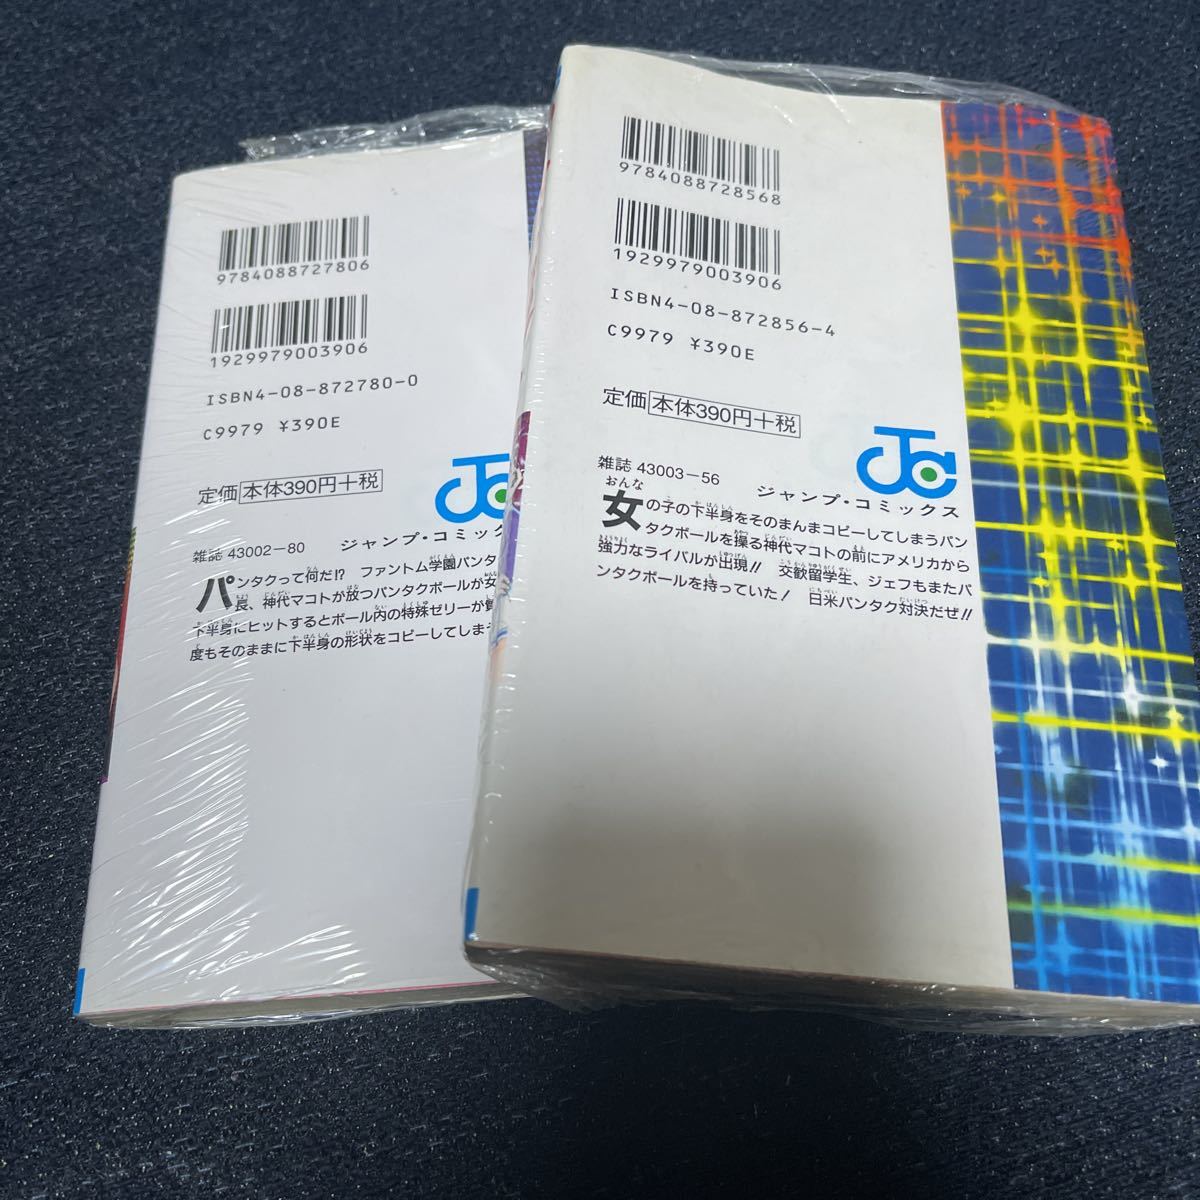 9784088727806
1929979003906
ISBN4-08-872780-0
C9979 ¥390E
定価 本体390円+税
雑誌 43002-80
ジャンプ・コミック
パンタクって何だ!? ファントム学園パンタ
長、神代マコトが放つパンタクボールが女
下半身にヒットするとボール内の特殊ゼリーが
度もそのままに下半身の形状をコピーしてしまう
9784088728568
1929979003906
ISBN4-08-872856-4
C9979 ¥390E
定価 本体390円+税
雑誌 43003-56
ジャンプ・コミックス
女の子の下半身をそのまんまコピーしてしまうパン
タクボールを操る神代マコトの前にアメリカから
強力なライバルが出現!! 交歓留学生、ジェフもまたパ
ンタクボールを持っていた! 日米パンタク対決だぜ!!